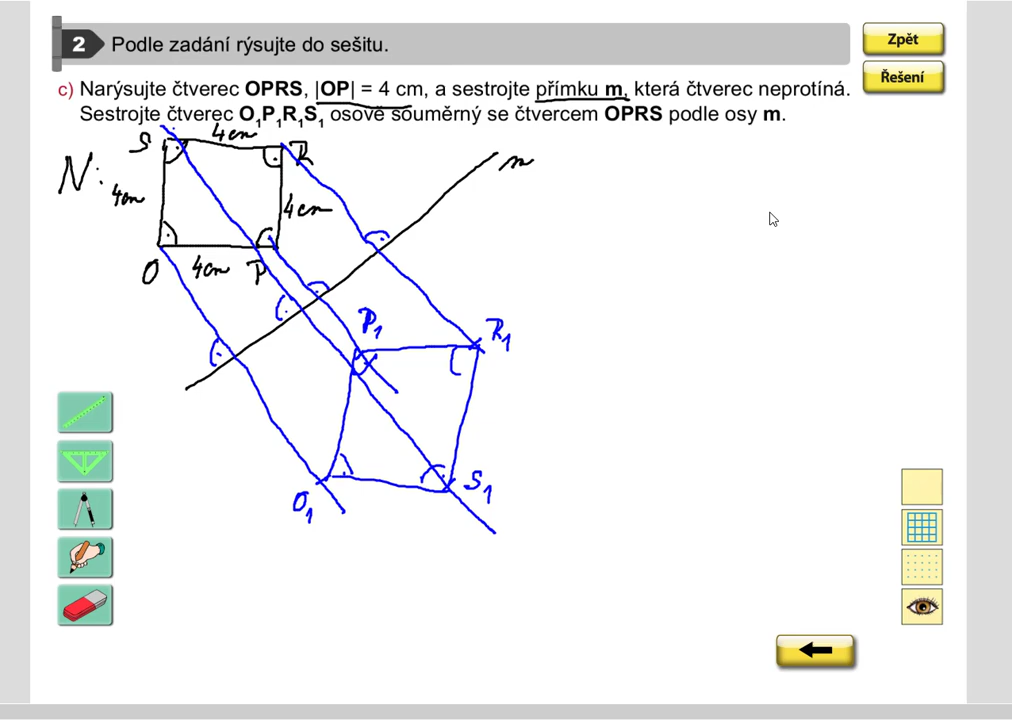 2 Podle zadání rýsujte do sešitu.
Zpět
Řešení
c) Narýsujte čtverec OPRS, |OP| = 4 cm, a sestrojte přímku m, která čtverec neprotíná.
Sestrojte čtverec O₁P₁R₁S₁ osově souměrný se čtvercem OPRS podle osy m.
N:
S
4cm
R
m
4cm
4cm
O
4cm
P
P₁
R₁
O₁
S₁